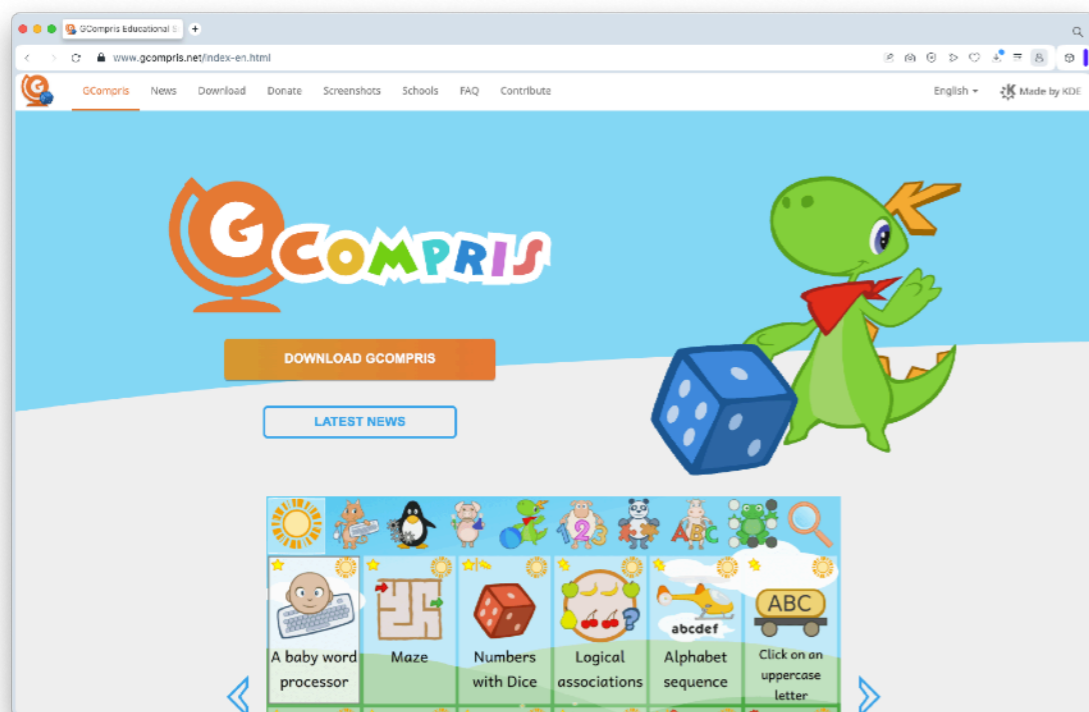 GCompris Educational S
www.gcompris.net/index-en.html
GCompris News Download Donate Screenshots Schools FAQ Contribute English Made by KDE
GCOMPRIS
DOWNLOAD GCOMPRIS
LATEST NEWS
123
ABC
abcdef
ABC
A baby word processor
Maze
Numbers with Dice
Logical associations
Alphabet sequence
Click on an uppercase letter